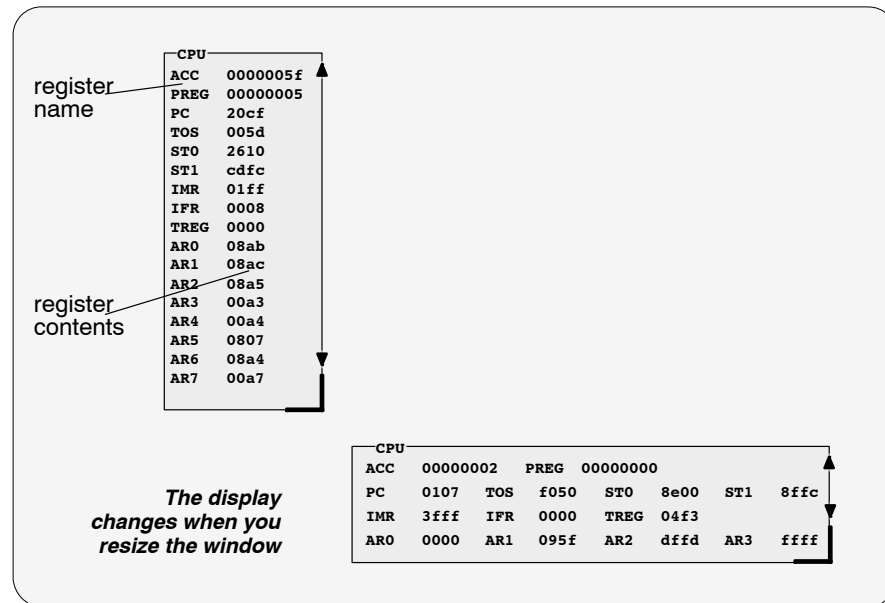 CPU
ACC 0000005f
PREG 00000005
PC 20cf
TOS 005d
ST0 2610
ST1 cdfc
IMR 01ff
IFR 0008
TREG 0000
AR0 08ab
AR1 08ac
AR2 08a5
AR3 00a3
AR4 00a4
AR5 0807
AR6 08a4
AR7 00a7
register
name
register
contents
CPU
ACC 00000002 PREG 00000000
PC 0107 TOS f050 ST0 8e00 ST1 8ffc
IMR 3fff IFR 0000 TREG 04f3
AR0 0000 AR1 095f AR2 dffd AR3 ffff
The display
changes when you
resize the window